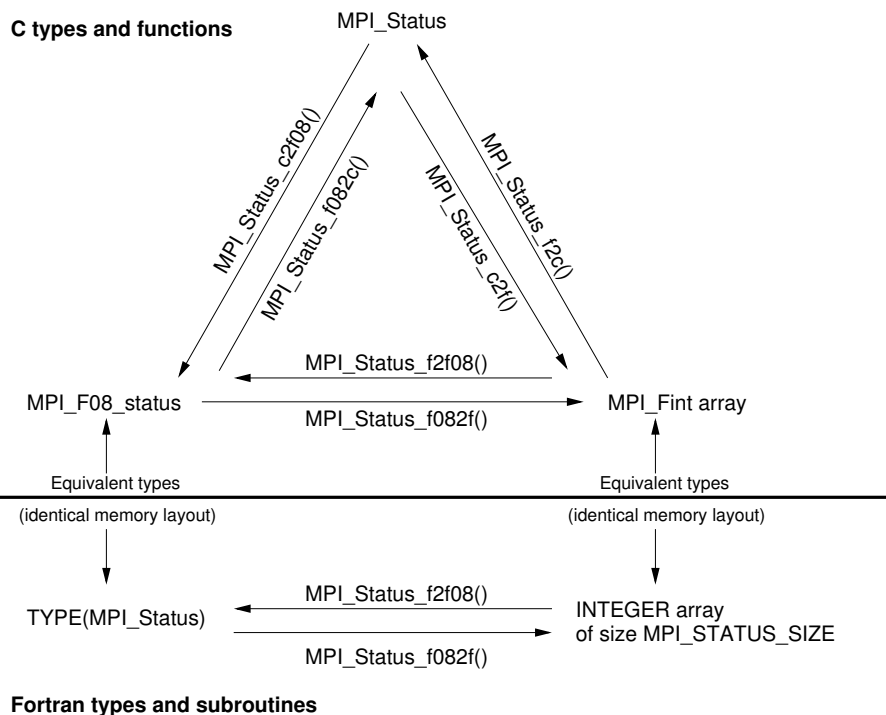 C types and functions
MPI_Status
MPI_Status_c2f08()
MPI_Status_f082c()
MPI_Status_c2f()
MPI_Status_f2c()
MPI_Status_f2f08()
MPI_F08_status
MPI_Fint array
MPI_Status_f082f()
Equivalent types
Equivalent types
(identical memory layout)
(identical memory layout)
MPI_Status_f2f08()
TYPE(MPI_Status)
INTEGER array
of size MPI_STATUS_SIZE
MPI_Status_f082f()
Fortran types and subroutines